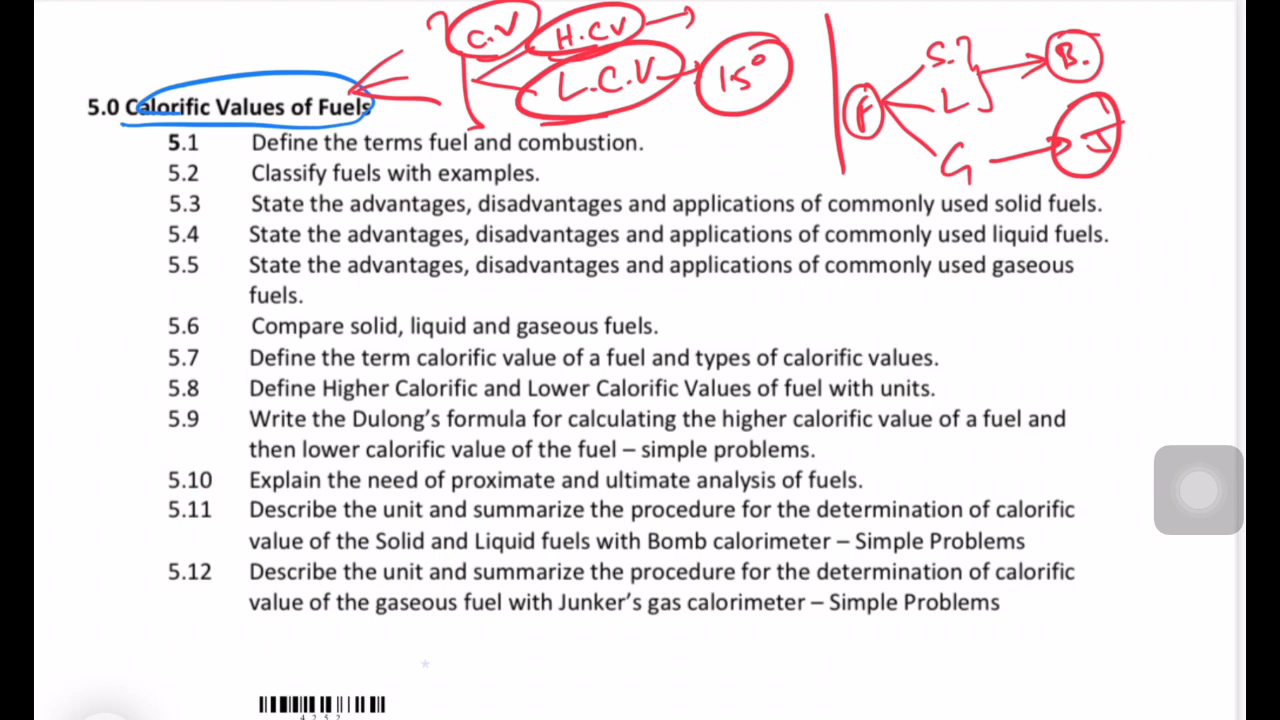 C.V
H.CV
L.C.V
15°
F
S.
L
G
B.
J
5.0 Calorific Values of Fuels
5.1 Define the terms fuel and combustion.
5.2 Classify fuels with examples.
5.3 State the advantages, disadvantages and applications of commonly used solid fuels.
5.4 State the advantages, disadvantages and applications of commonly used liquid fuels.
5.5 State the advantages, disadvantages and applications of commonly used gaseous
fuels.
5.6 Compare solid, liquid and gaseous fuels.
5.7 Define the term calorific value of a fuel and types of calorific values.
5.8 Define Higher Calorific and Lower Calorific Values of fuel with units.
5.9 Write the Dulong’s formula for calculating the higher calorific value of a fuel and
then lower calorific value of the fuel – simple problems.
5.10 Explain the need of proximate and ultimate analysis of fuels.
5.11 Describe the unit and summarize the procedure for the determination of calorific
value of the Solid and Liquid fuels with Bomb calorimeter – Simple Problems
5.12 Describe the unit and summarize the procedure for the determination of calorific
value of the gaseous fuel with Junker’s gas calorimeter – Simple Problems
*
4252